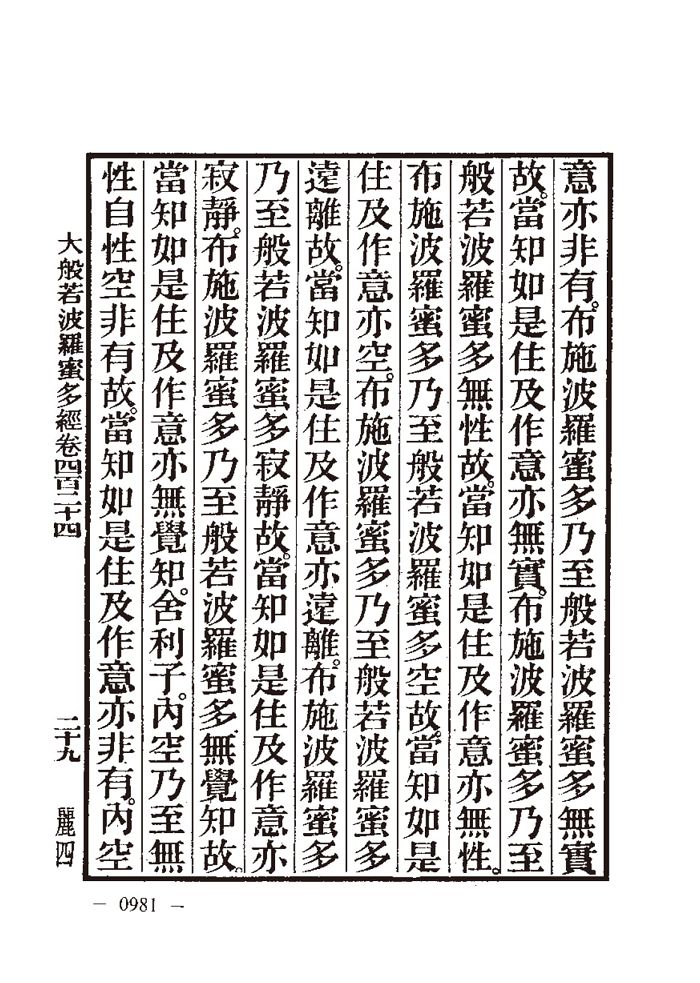 意亦非有。布施波羅蜜多乃至般若波羅蜜多無實
故。當知如是住及作意亦無實。布施波羅蜜多乃至
般若波羅蜜多無性故。當知如是住及作意亦無性。
布施波羅蜜多乃至般若波羅蜜多空故。當知如是
住及作意亦空。布施波羅蜜多乃至般若波羅蜜多
遠離故。當知如是住及作意亦遠離。布施波羅蜜多
乃至般若波羅蜜多寂靜故。當知如是住及作意亦
寂靜。布施波羅蜜多乃至般若波羅蜜多無覺知故。
當知如是住及作意亦無覺知。舍利子。內空乃至無
性自性空非有故。當知如是住及作意亦非有。內空
大般若波羅蜜多經卷四百二十四
二十九
麗四
— 0981 —